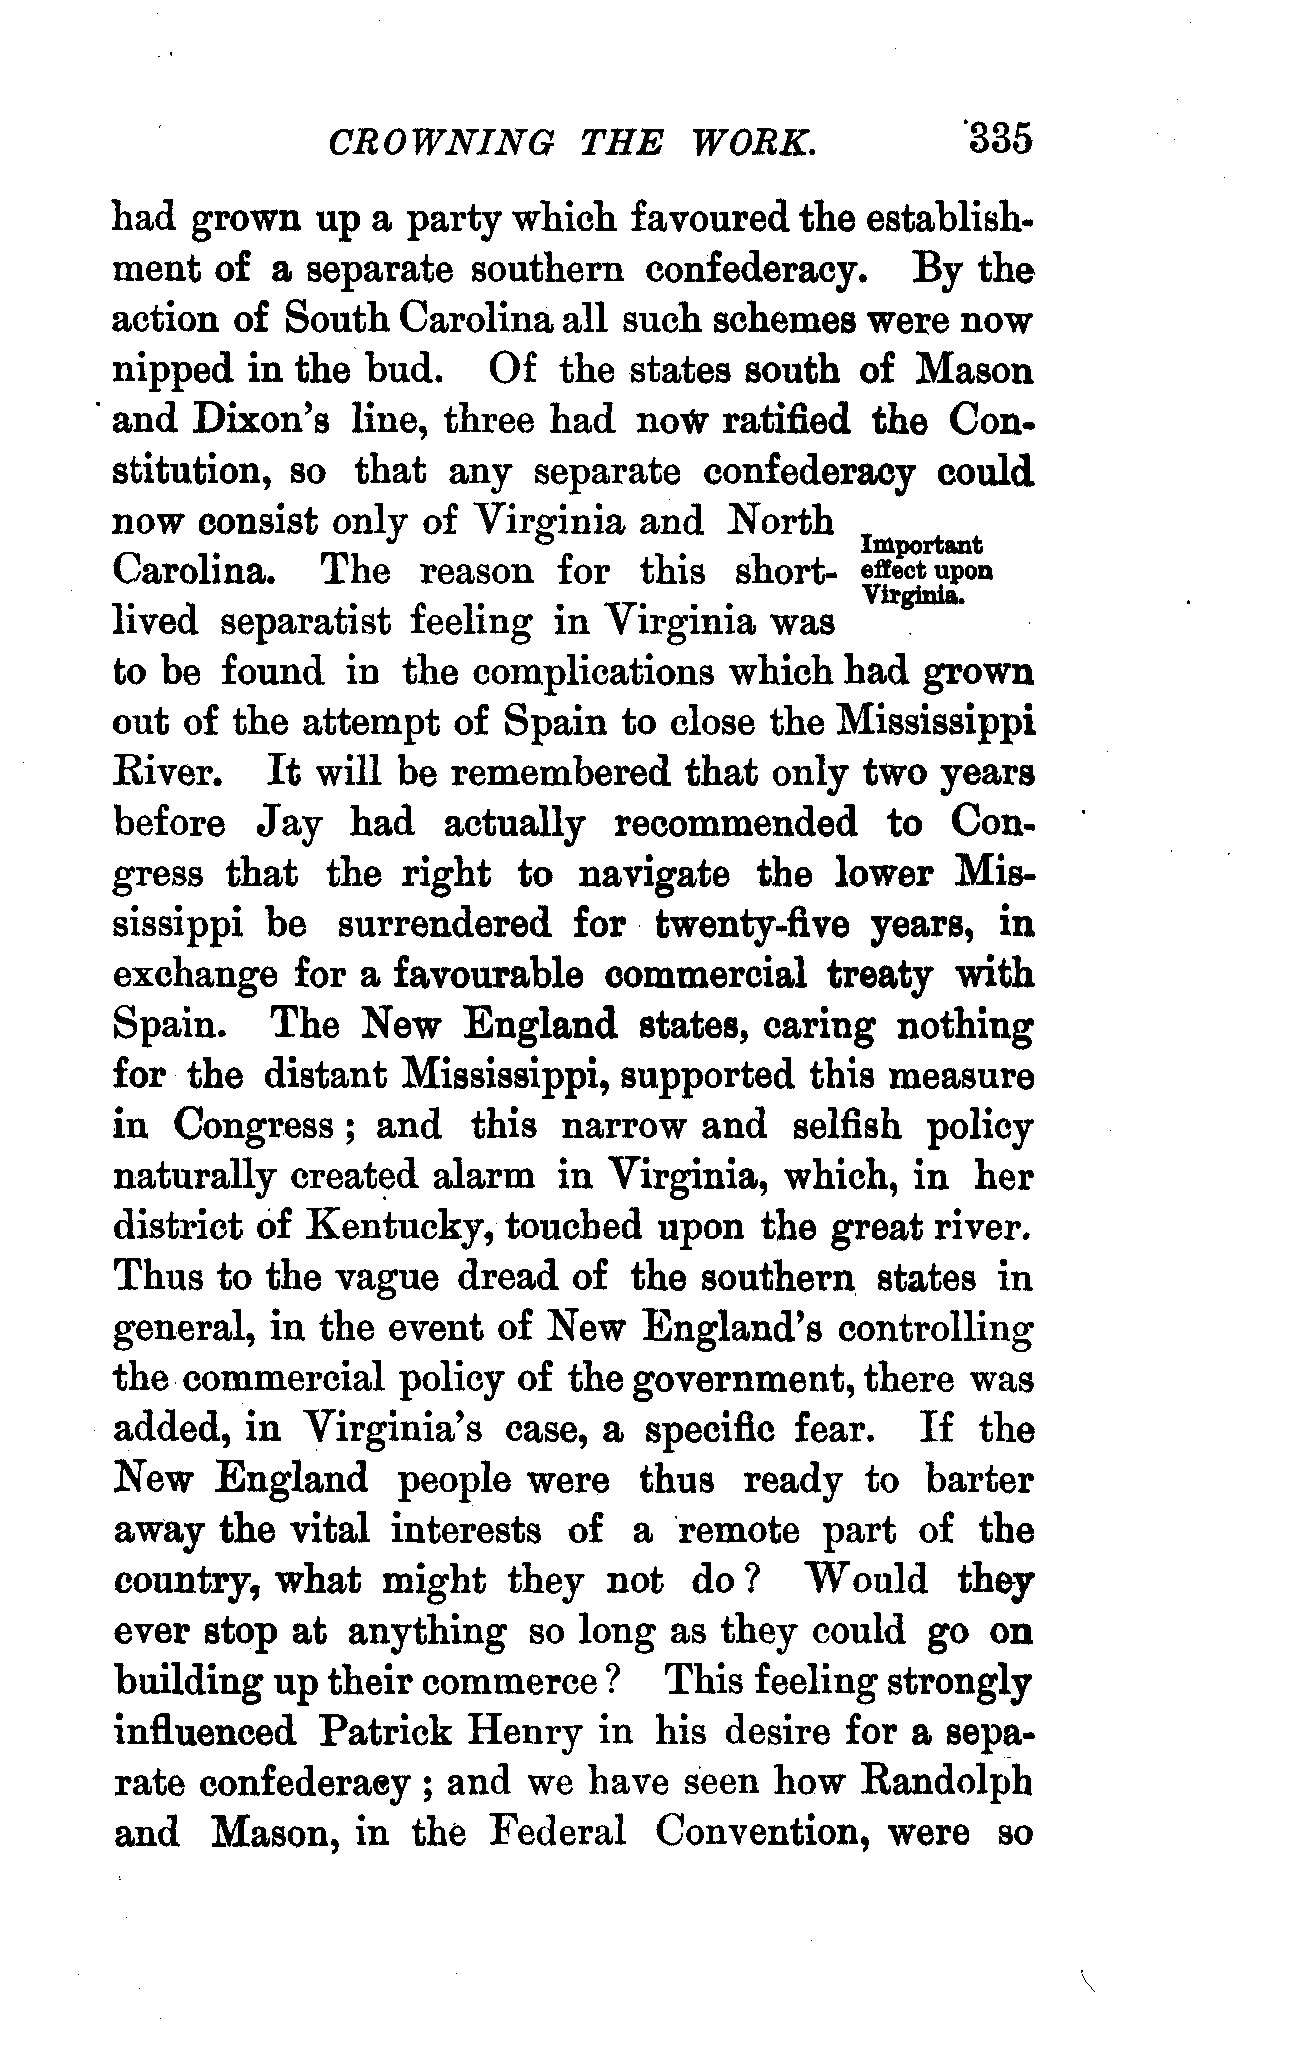 CROWNING THE WORK. 335
had grown up a party which favoured the establish-
ment of a separate southern confederacy. By the
action of South Carolina all such schemes were now
nipped in the bud. Of the states south of Mason
and Dixon's line, three had now ratified the Con-
stitution, so that any separate confederacy could
now consist only of Virginia and North
Carolina. The reason for this short-
lived separatist feeling in Virginia was
Important
effect upon
Virginia.
to be found in the complications which had grown
out of the attempt of Spain to close the Mississippi
River. It will be remembered that only two years
before Jay had actually recommended to Con-
gress that the right to navigate the lower Mis-
sissippi be surrendered for twenty-five years, in
exchange for a favourable commercial treaty with
Spain. The New England states, caring nothing
for the distant Mississippi, supported this measure
in Congress ; and this narrow and selfish policy
naturally created alarm in Virginia, which, in her
district of Kentucky, touched upon the great river.
Thus to the vague dread of the southern states in
general, in the event of New England's controlling
the commercial policy of the government, there was
added, in Virginia's case, a specific fear. If the
New England people were thus ready to barter
away the vital interests of a remote part of the
country, what might they not do ? Would they
ever stop at anything so long as they could go on
building up their commerce ? This feeling strongly
influenced Patrick Henry in his desire for a sepa-
rate confederacy ; and we have seen how Randolph
and Mason, in the Federal Convention, were so